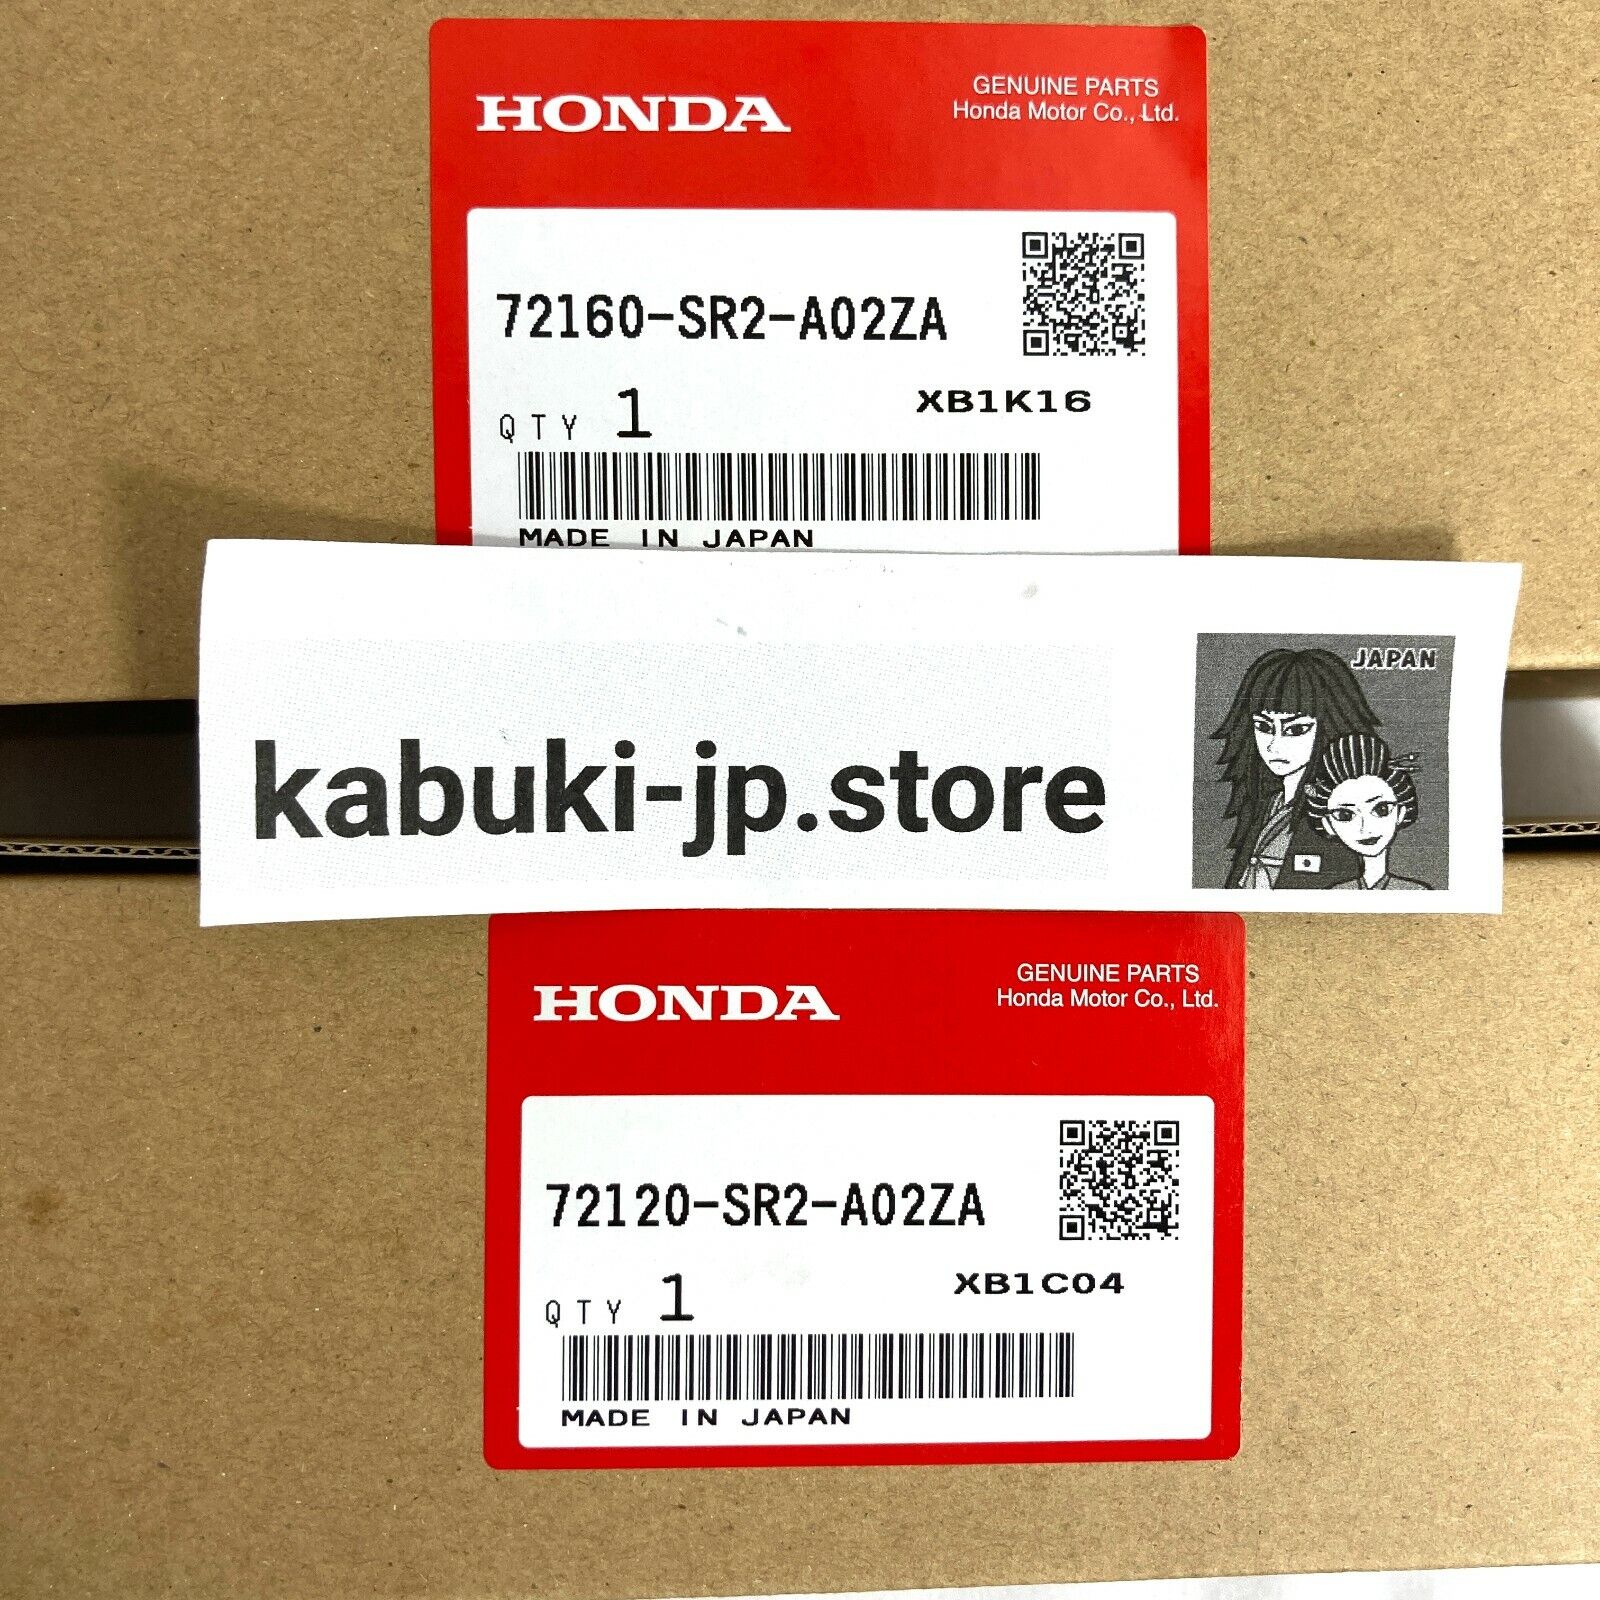 HONDA
GENUINE PARTS
Honda Motor Co., Ltd.
72160-SR2-A02ZA
QTY 1
XB1K16
MADE IN JAPAN
kabuki-jp.store
JAPAN
HONDA
GENUINE PARTS
Honda Motor Co., Ltd.
72120-SR2-A02ZA
QTY 1
XB1C04
MADE IN JAPAN